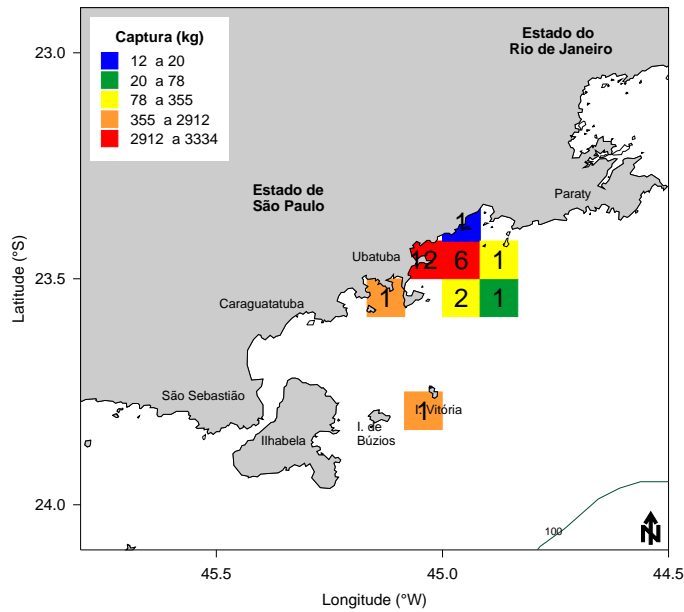 Captura (kg)
12 a 20
20 a 78
78 a 355
355 a 2912
2912 a 3334
Estado do
Rio de Janeiro
Estado de
São Paulo
Paraty
Ubatuba
Caraguatatuba
São Sebastião
Ilhabela
I. de
Búzios
I. Vitória
1
12
6
1
1
2
1
1
100
N
23.0
23.5
24.0
Latitude (°S)
45.5
45.0
44.5
Longitude (°W)